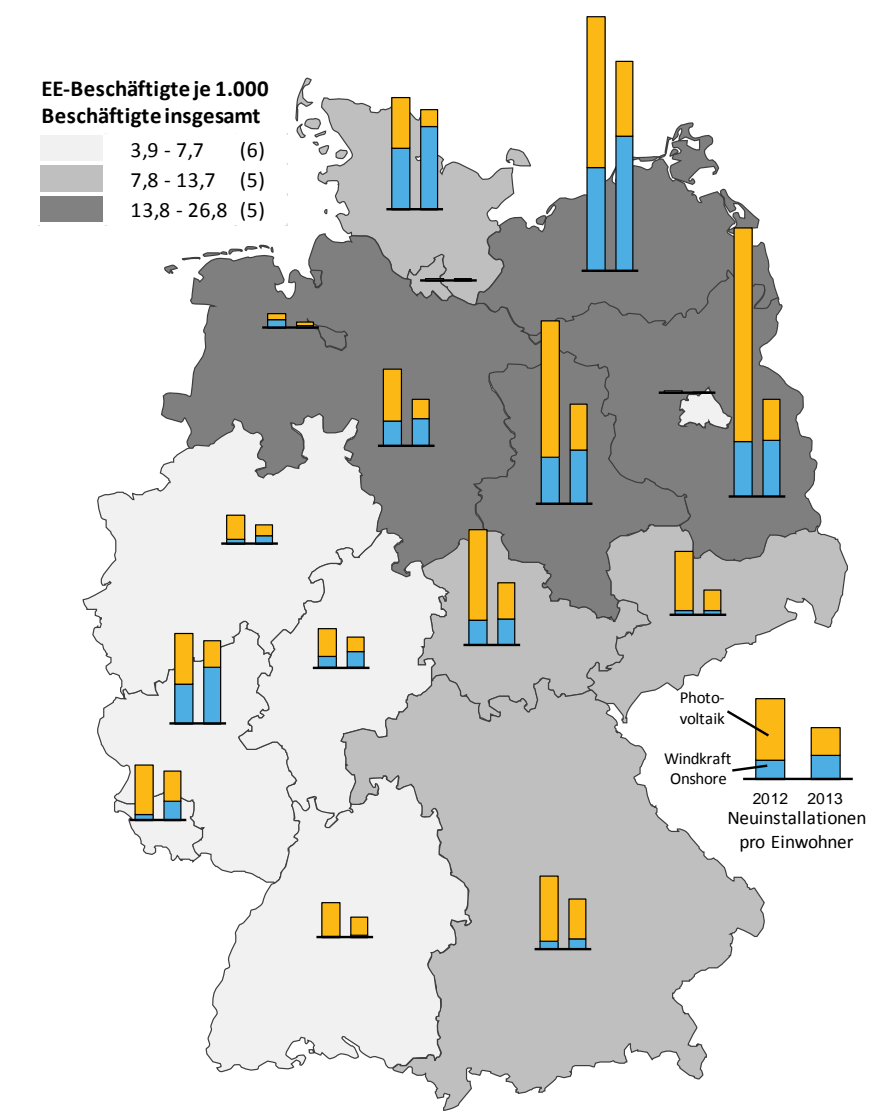 EE-Beschäftigte je 1.000
Beschäftigte insgesamt
3,9 - 7,7 (6)
7,8 - 13,7 (5)
13,8 - 26,8 (5)
Photo-
voltaik
Windkraft
Onshore
2012 2013
Neuinstallationen
pro Einwohner